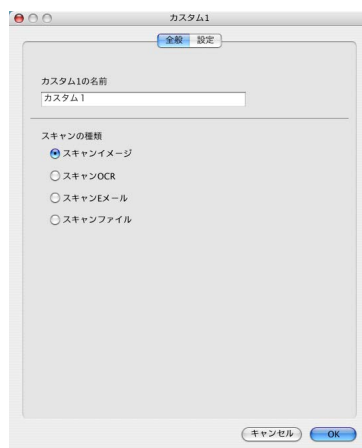 カスタム1
全般 設定
カスタム1の名前
カスタム 1
スキャンの種類
スキャンイメージ
スキャンOCR
スキャンEメール
スキャンファイル
キャンセル OK